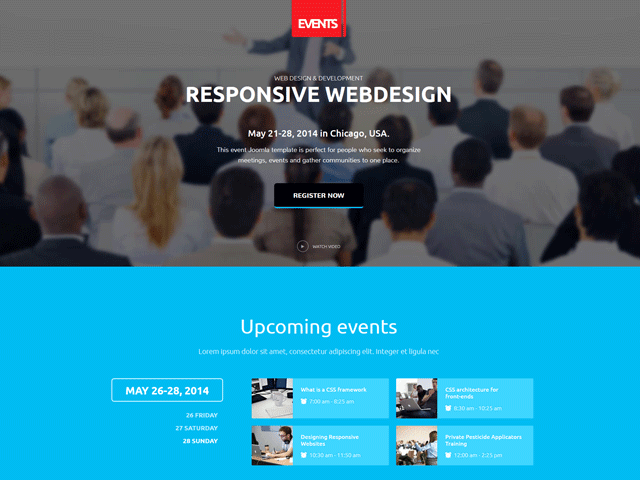 EVENTS
WEB DESIGN & DEVELOPMENT
RESPONSIVE WEBDESIGN
May 21-28, 2014 in Chicago, USA.
This event Joomla template is perfect for people who seek to organize
meetings, events and gather communities to one place.
REGISTER NOW
WATCH VIDEO
Upcoming events
Lorem ipsum dolor sit amet, consectetur adipiscing elit. Integer et ligula nec
MAY 26-28, 2014
26 FRIDAY
27 SATURDAY
28 SUNDAY
What is a CSS framework
7:00 am - 8:25 am
CSS architecture for
front-ends
8:30 am - 10:25 am
Designing Responsive
Websites
10:30 am - 11:50 am
Private Pesticide Applicators
Training
12:00 am - 2:25 pm